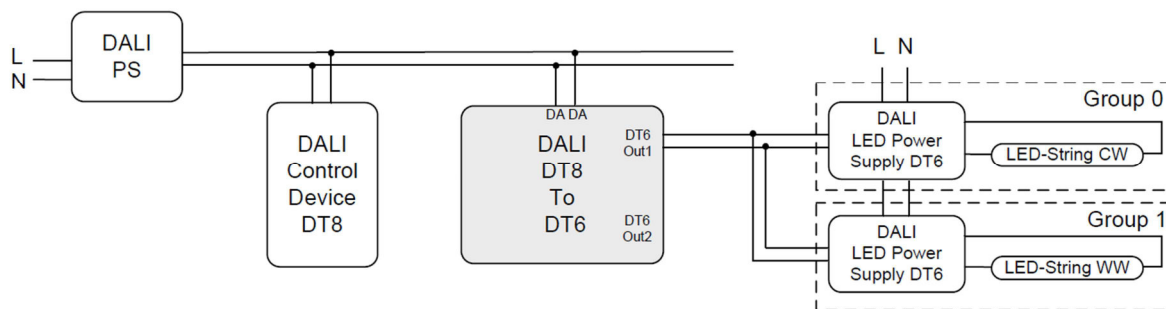 DALI
PS
L
N
DALI
Control
Device
DT8
DA DA
DALI
DT8
To
DT6
DT6
Out1
DT6
Out2
L N
Group 0
DALI
LED Power
Supply DT6
LED-String CW
Group 1
DALI
LED Power
Supply DT6
LED-String WW